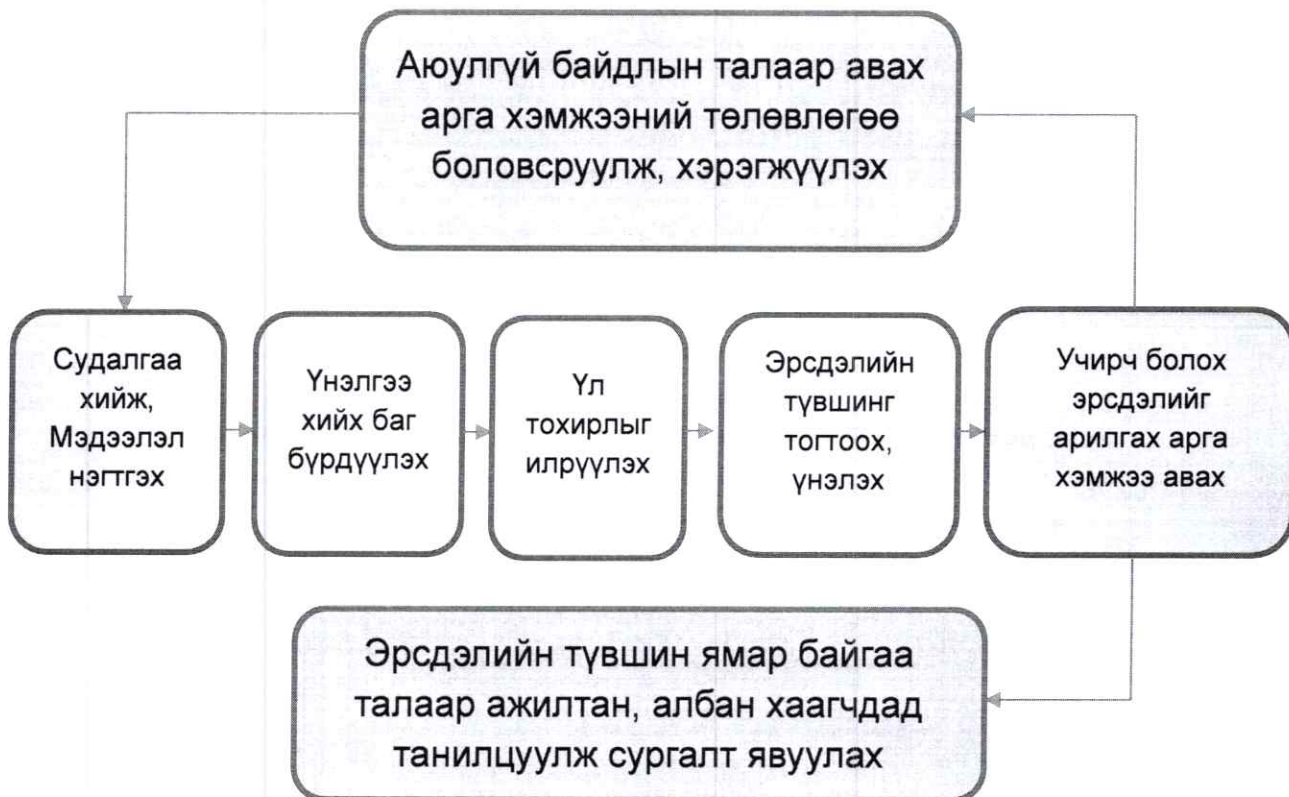 Аюулгүй байдлын талаар авах
арга хэмжээний төлөвлөгөө
боловсруулж, хэрэгжүүлэх
Судалгаа
хийж,
Мэдээлэл
нэгтгэх
Үнэлгээ
хийх баг
бүрдүүлэх
Үл
тохирлыг
илрүүлэх
Эрсдэлийн
түвшинг
тогтоох,
үнэлэх
Учирч болох
эрсдэлийг
арилгах арга
хэмжээ авах
Эрсдэлийн түвшин ямар байгаа
талаар ажилтан, албан хаагчдад
танилцуулж сургалт явуулах